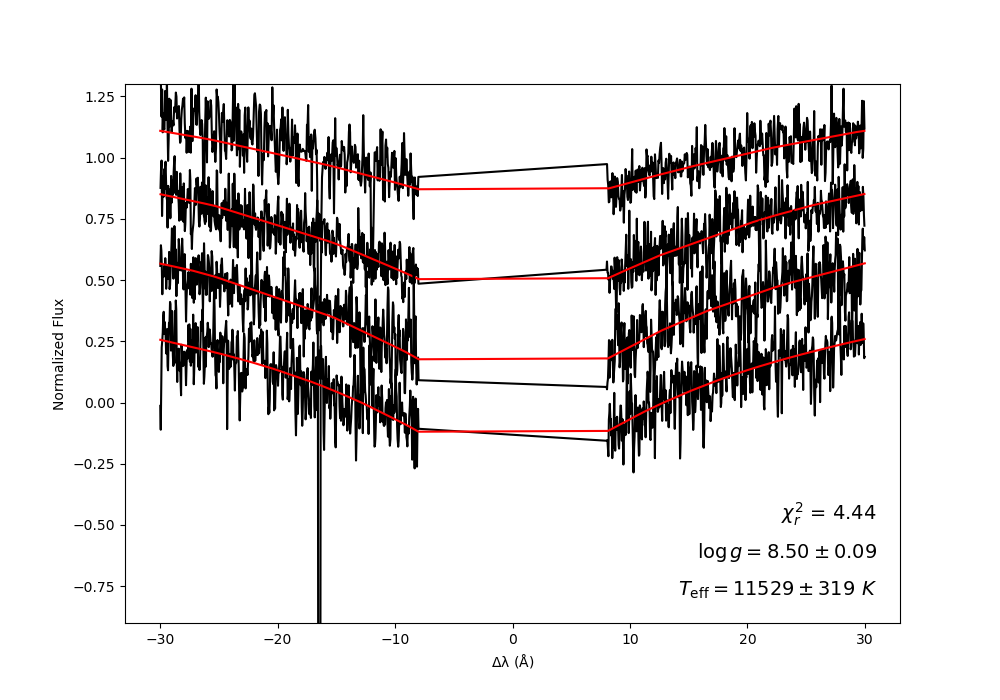 1.25
1.00
0.75
0.50
0.25
0.00
−0.25
−0.50
−0.75
Normalized Flux
χ²ᵣ = 4.44
log g = 8.50 ± 0.09
T_eff = 11529 ± 319 K
−30 −20 −10 0 10 20 30
Δλ (Å)